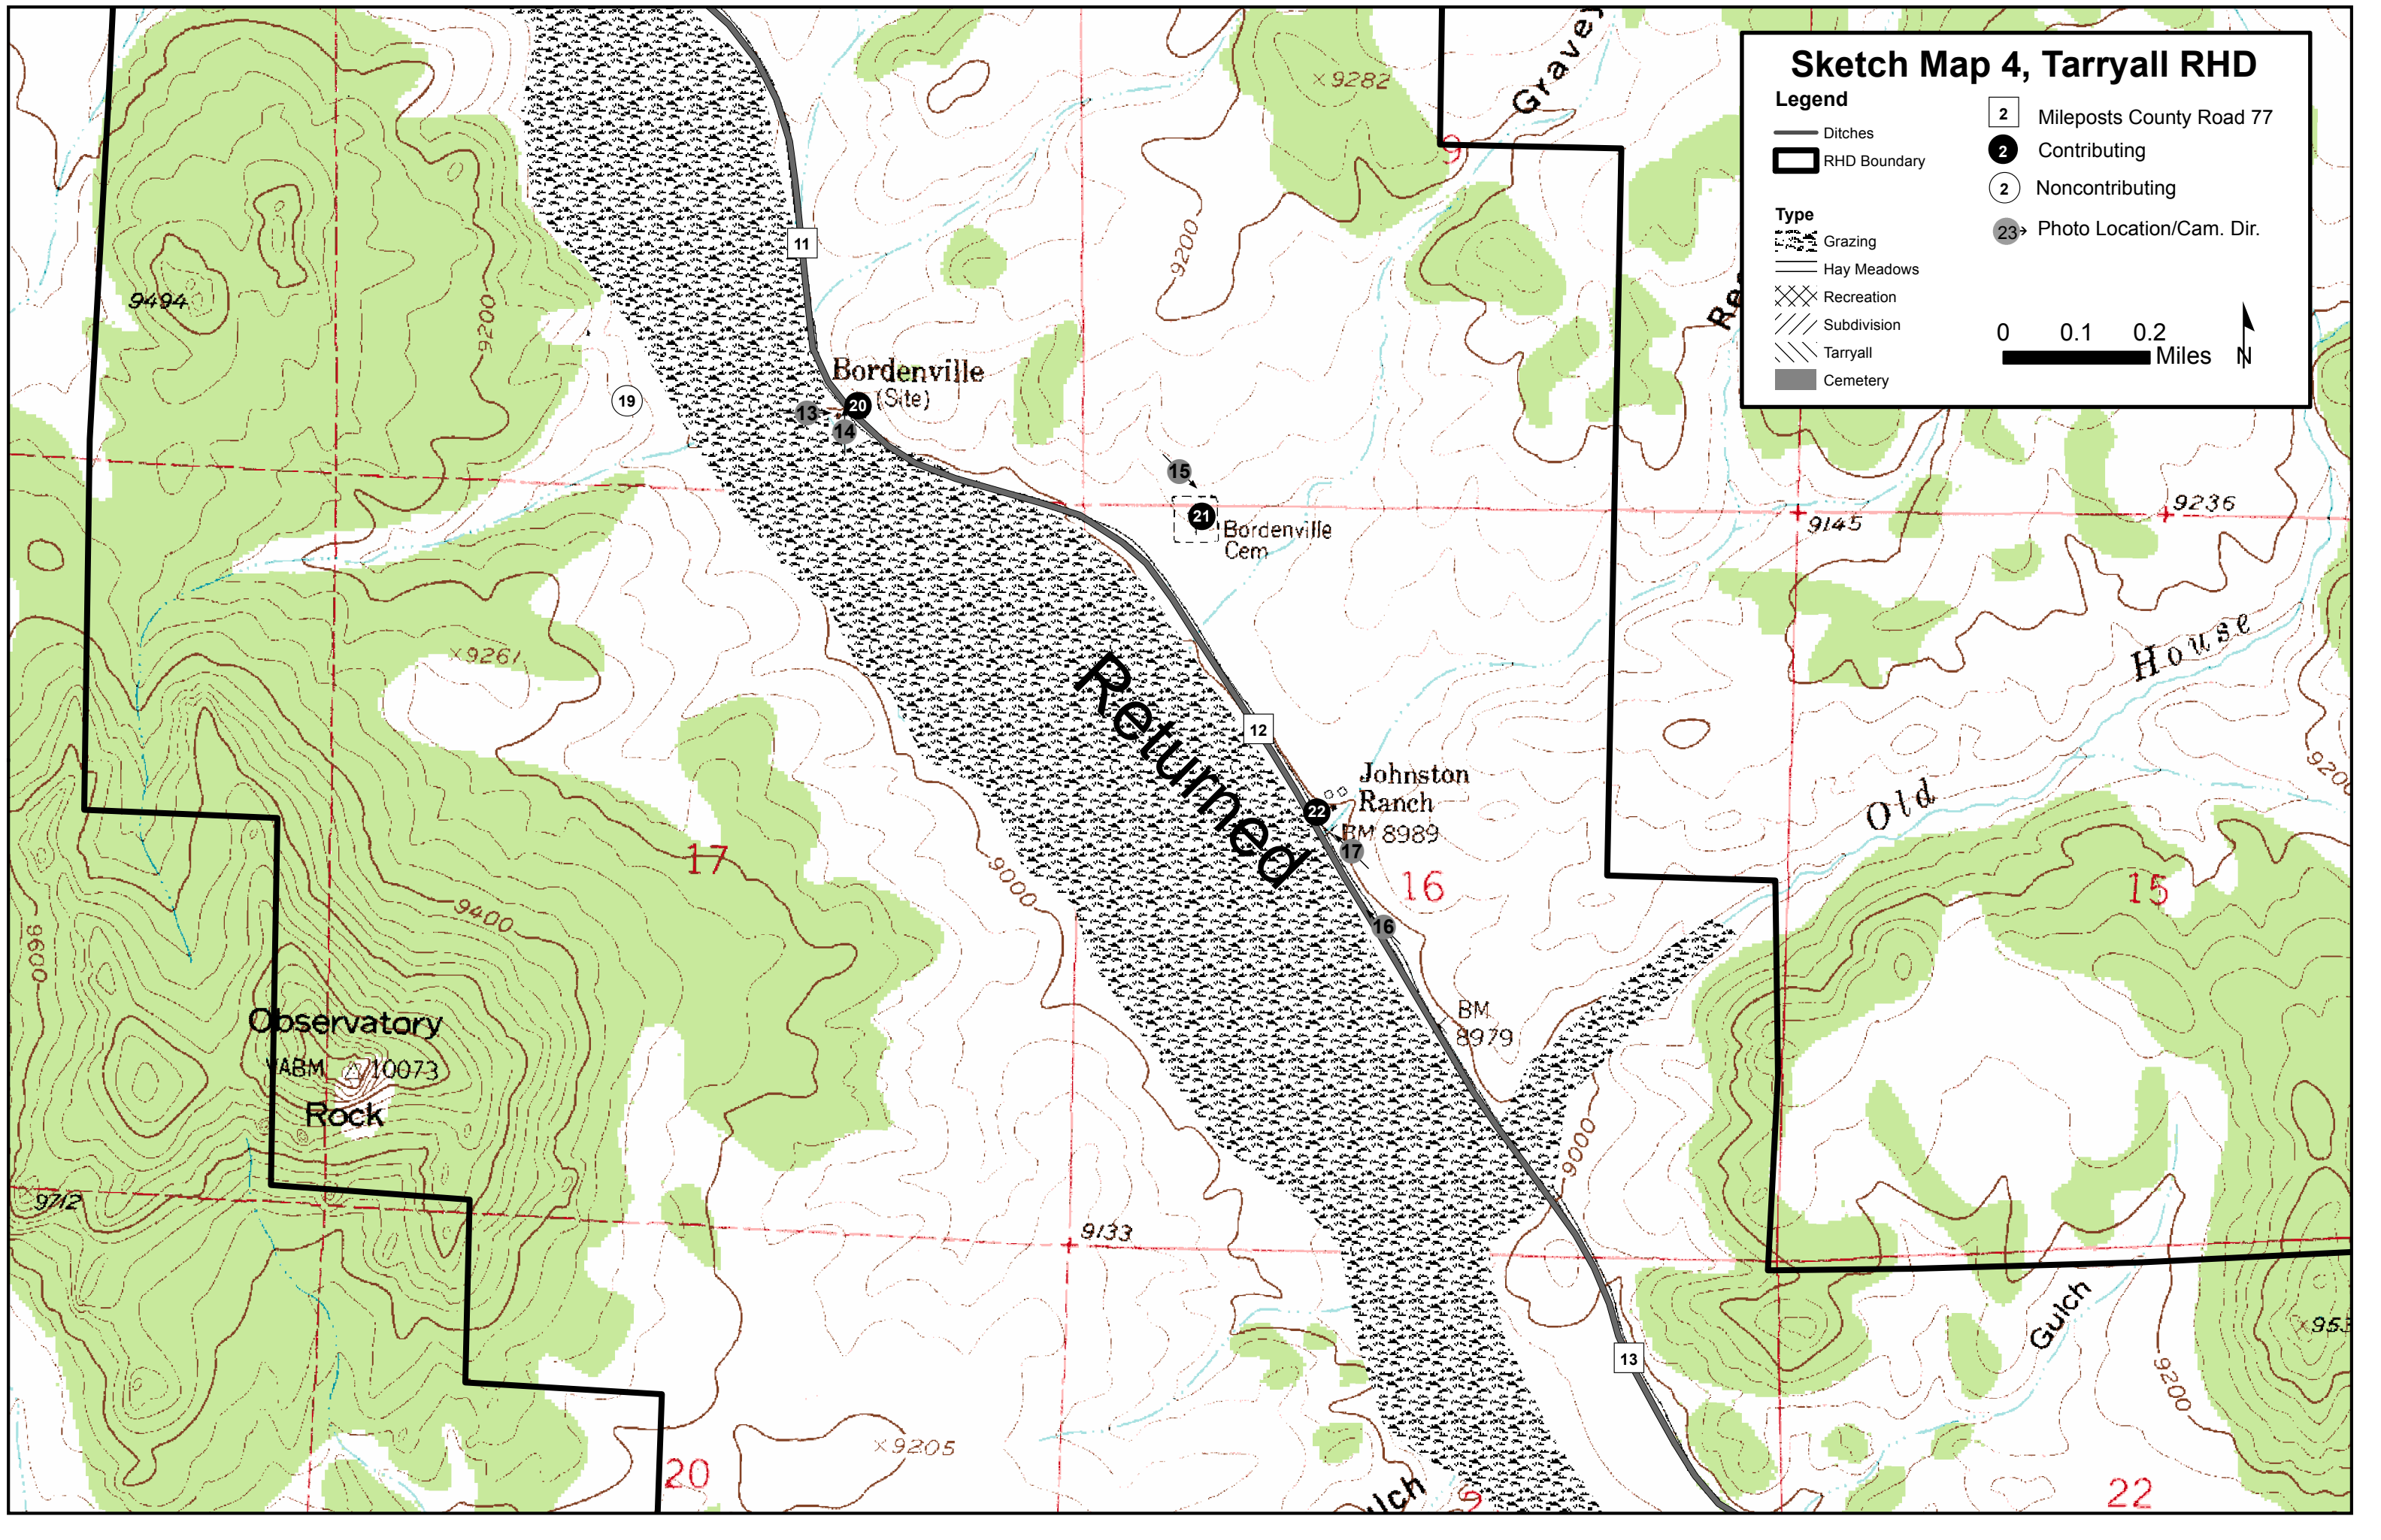 Sketch Map 4, Tarryall RHD
Legend
Ditches
RHD Boundary
2 Mileposts County Road 77
2 Contributing
2 Noncontributing
23 Photo Location/Cam. Dir.
Type
Grazing
Hay Meadows
Recreation
Subdivision
Tarryall
Cemetery
0 0.1 0.2
Miles
N
×9282
9
9200
11
9494
9200
Bordenville
(Site)
19
13
20
14
15
21
Bordenville
Cem
9145
9236
House
Old
×9261
Returned
12
Johnston
Ranch
22
BM 8989
17
16
16
17
15
9000
9400
9600
9200
Observatory
VABM 10073
Rock
BM
8979
9000
9712
9133
Gulch
13
9200
×9205
20
22